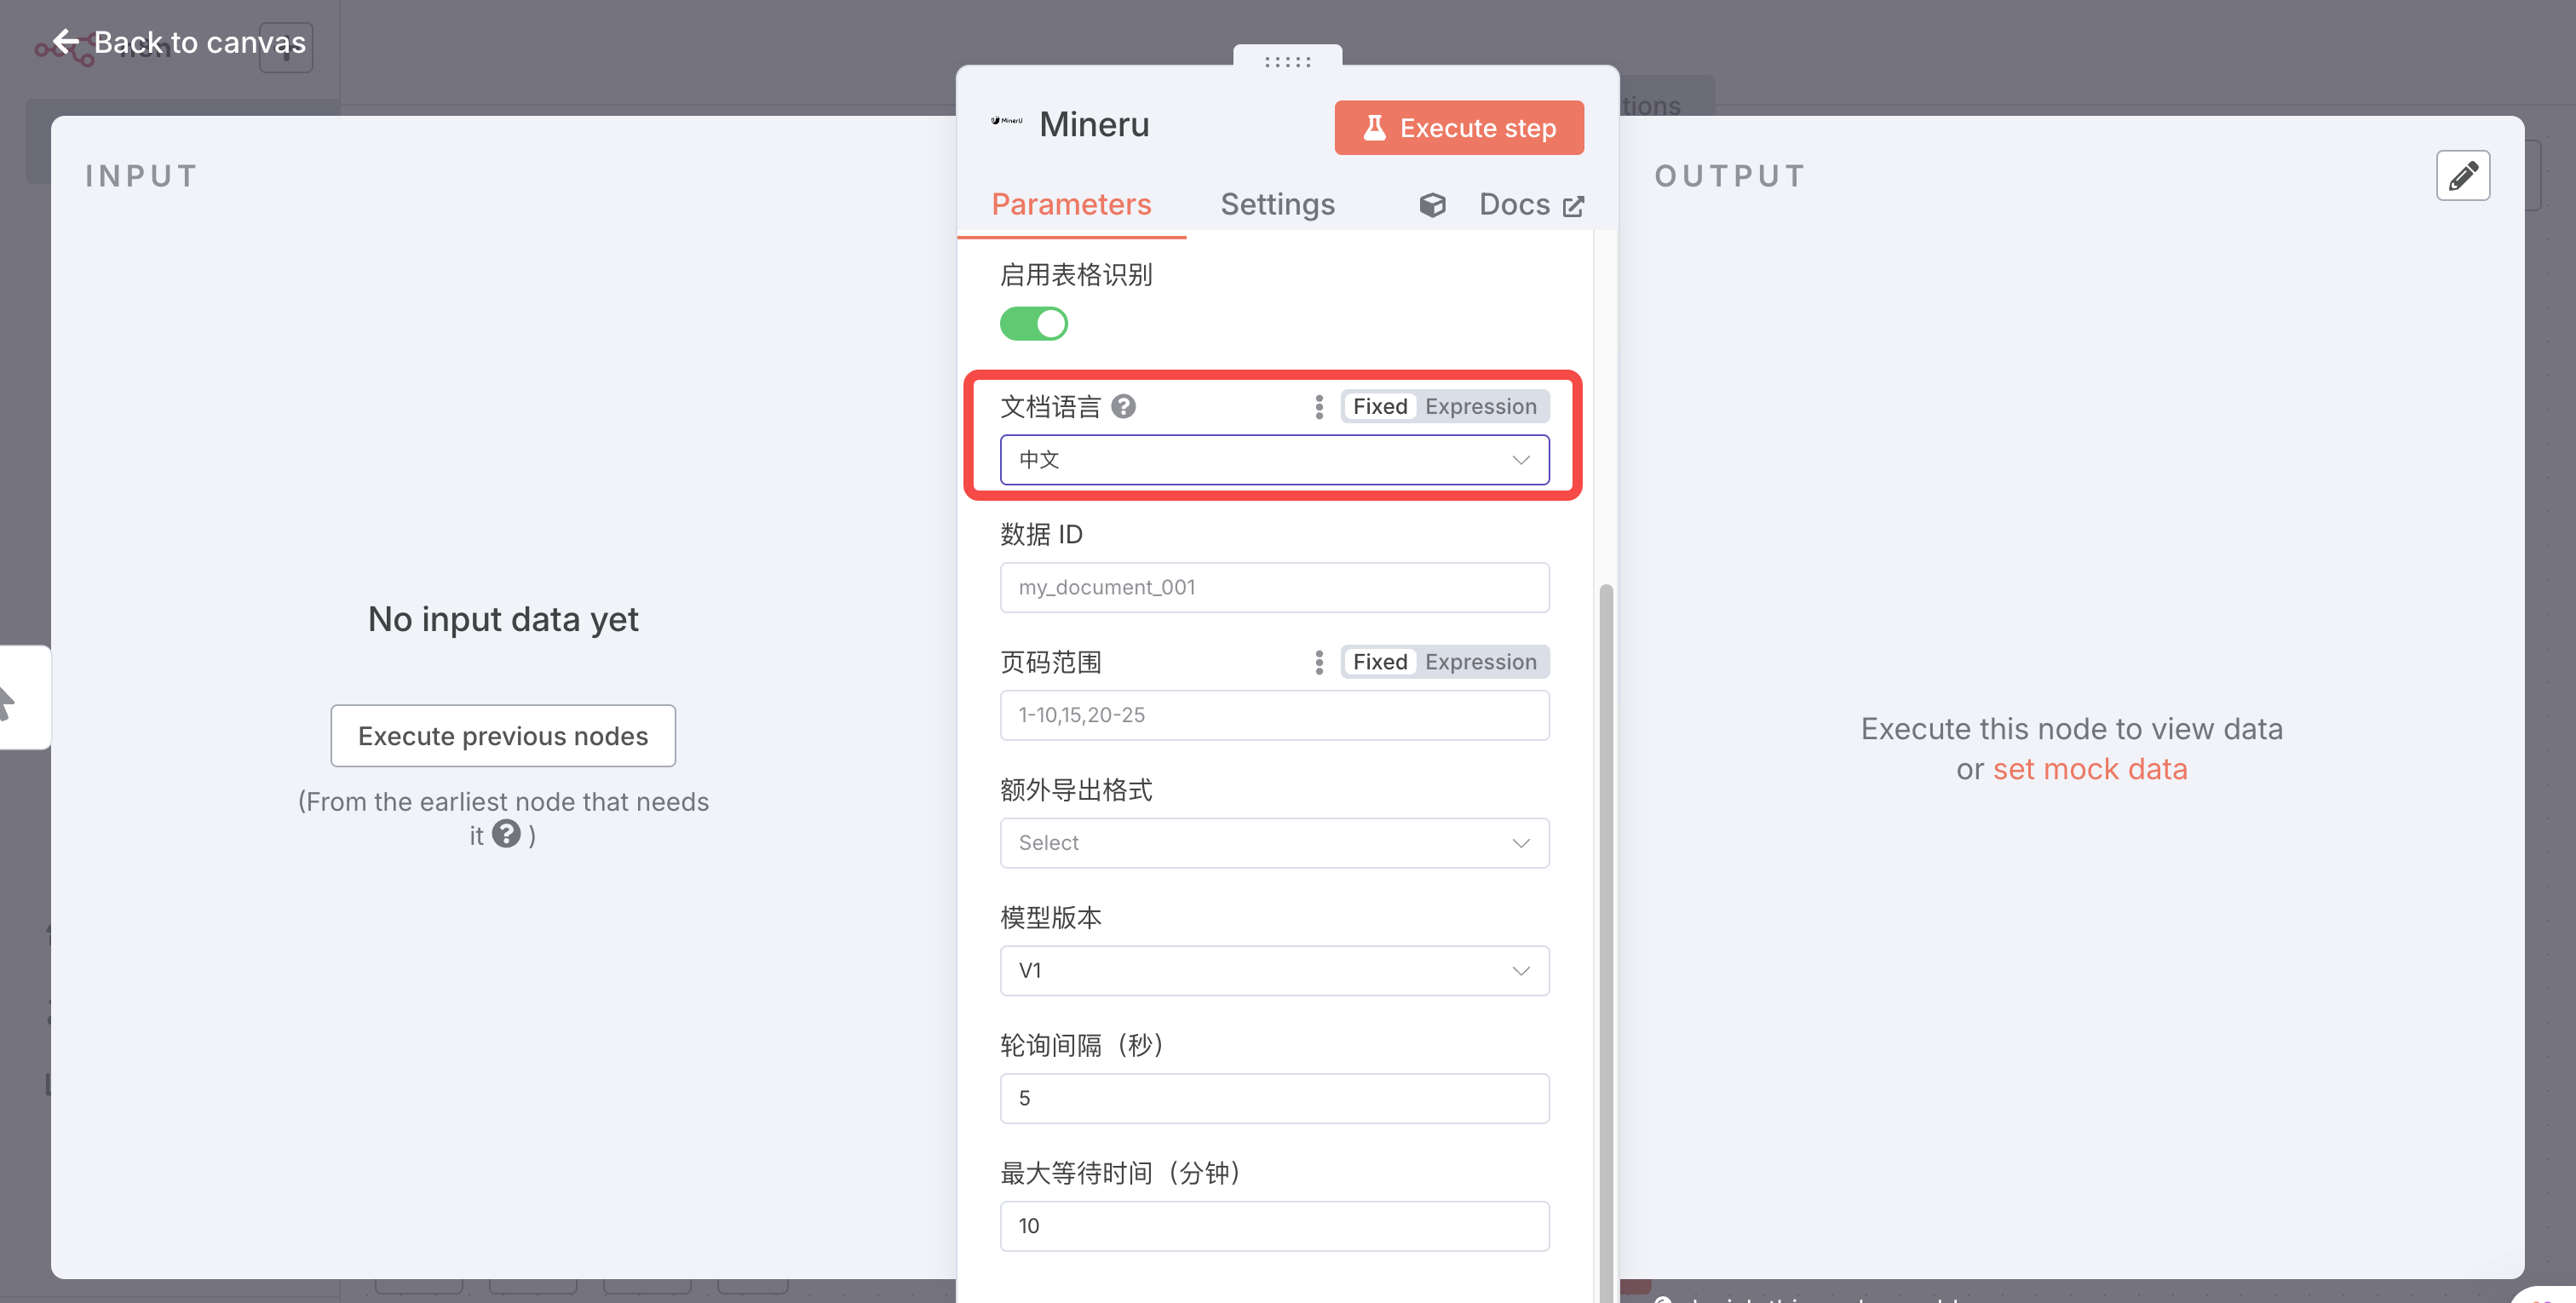 Back to canvas
INPUT
No input data yet
Execute previous nodes
(From the earliest node that needs
it ? )
MinerU
Mineru
Execute step
Parameters
Settings
Docs
启用表格识别
文档语言 ?
Fixed Expression
中文
数据 ID
my_document_001
页码范围
Fixed Expression
1-10,15,20-25
额外导出格式
Select
模型版本
V1
轮询间隔（秒）
5
最大等待时间（分钟）
10
OUTPUT
Execute this node to view data
or set mock data